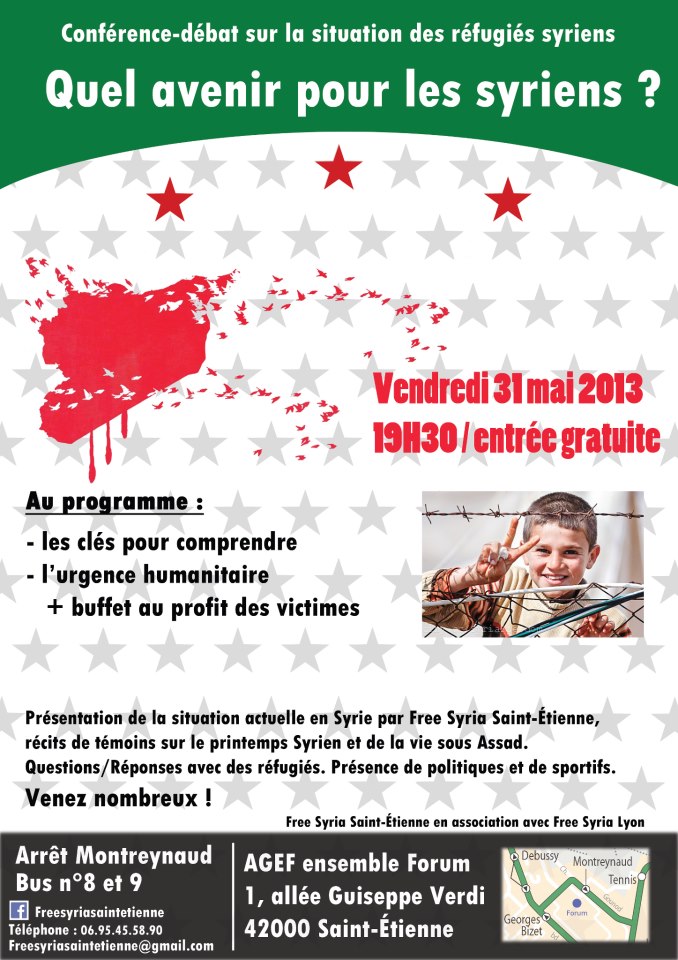 Conférence-débat sur la situation des réfugiés syriens
Quel avenir pour les syriens ?
Vendredi 31 mai 2013
19H30 / entrée gratuite
Au programme :
- les clés pour comprendre
- l'urgence humanitaire
+ buffet au profit des victimes
Présentation de la situation actuelle en Syrie par Free Syria Saint-Étienne,
récits de témoins sur le printemps Syrien et de la vie sous Assad.
Questions/Réponses avec des réfugiés. Présence de politiques et de sportifs.
Venez nombreux !
Free Syria Saint-Étienne en association avec Free Syria Lyon
Arrêt Montreynaud
Bus n°8 et 9
Freesyriasaintetienne
Téléphone : 06.95.45.58.90
Freesyriasaintetienne@gmail.com
AGEF ensemble Forum
1, allée Guiseppe Verdi
42000 Saint-Étienne
Debussy
Montreynaud
Tennis
Gounod
Forum
Georges
Bizet
bd